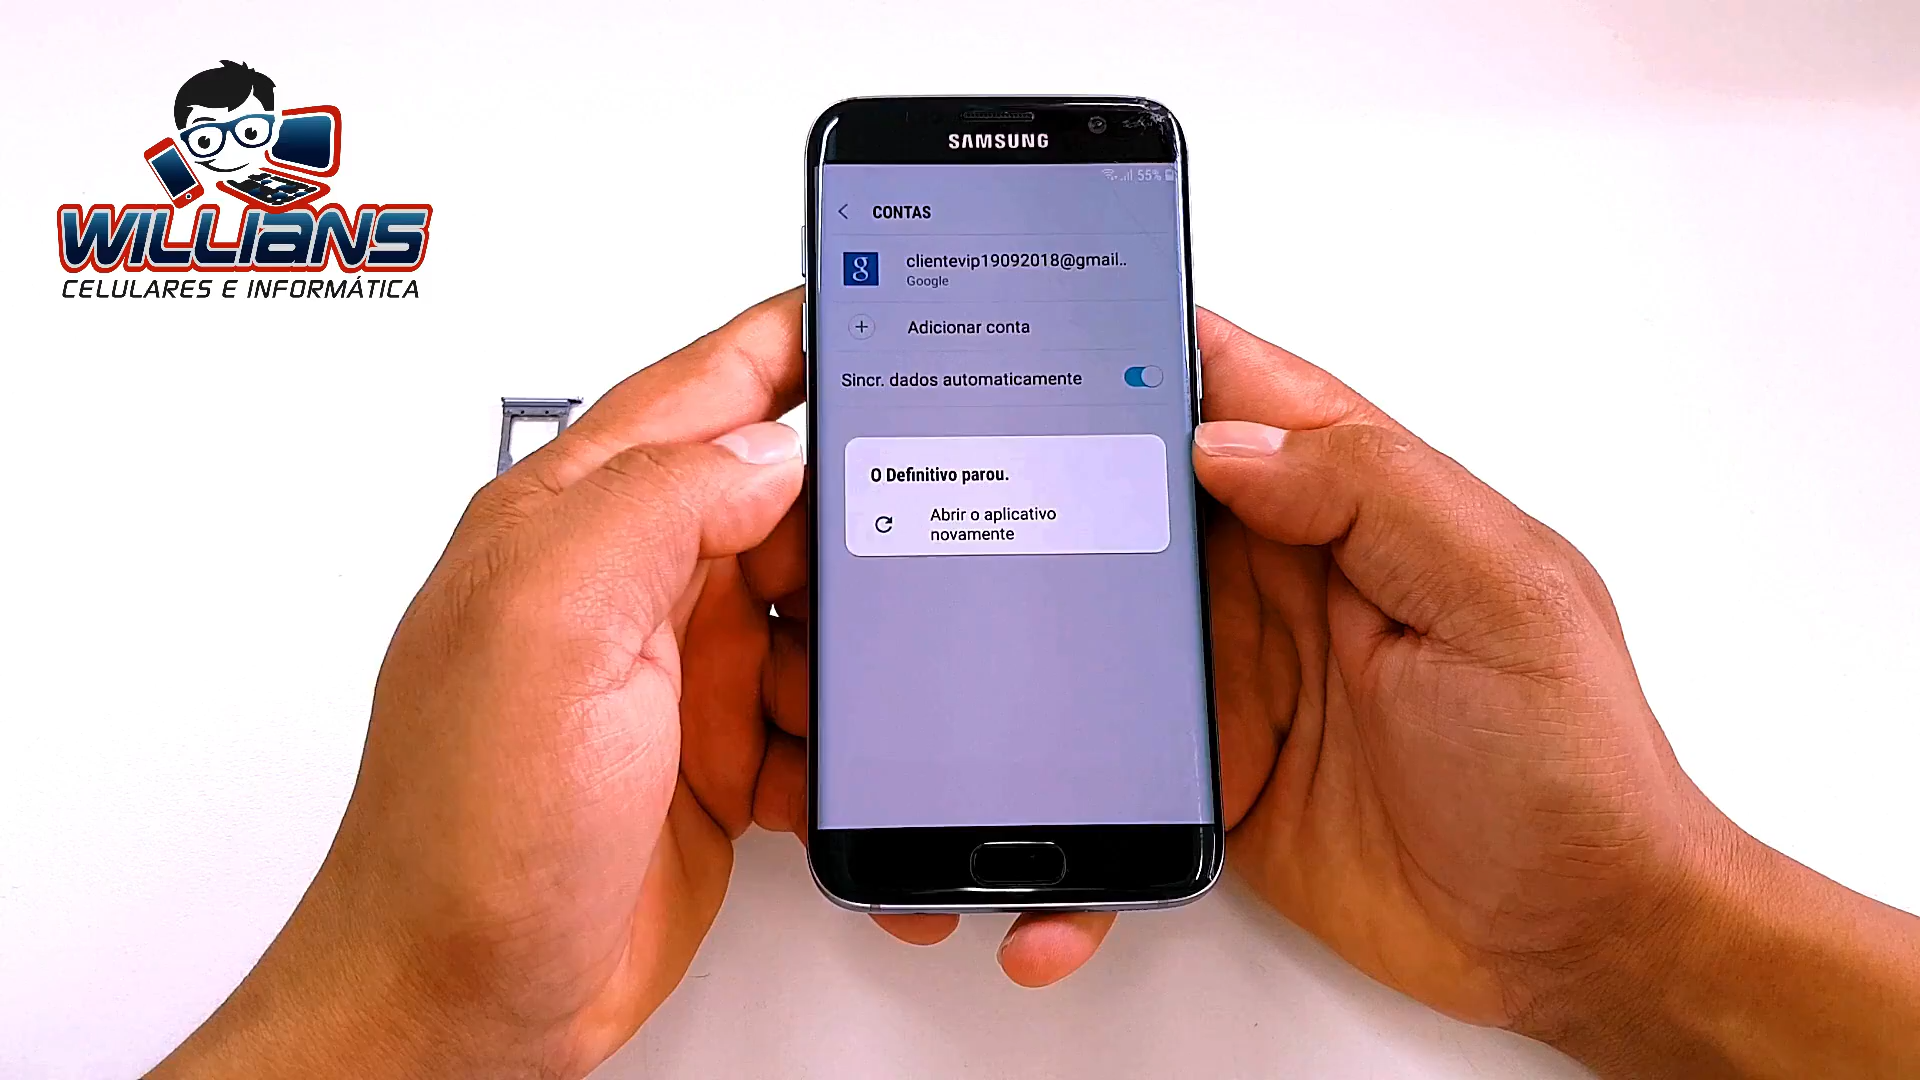 WILLIANS
CELULARES E INFORMÁTICA
SAMSUNG
55%
CONTAS
g
clientevip19092018@gmail..
Google
Adicionar conta
Sincr. dados automaticamente
O Definitivo parou.
Abrir o aplicativo
novamente